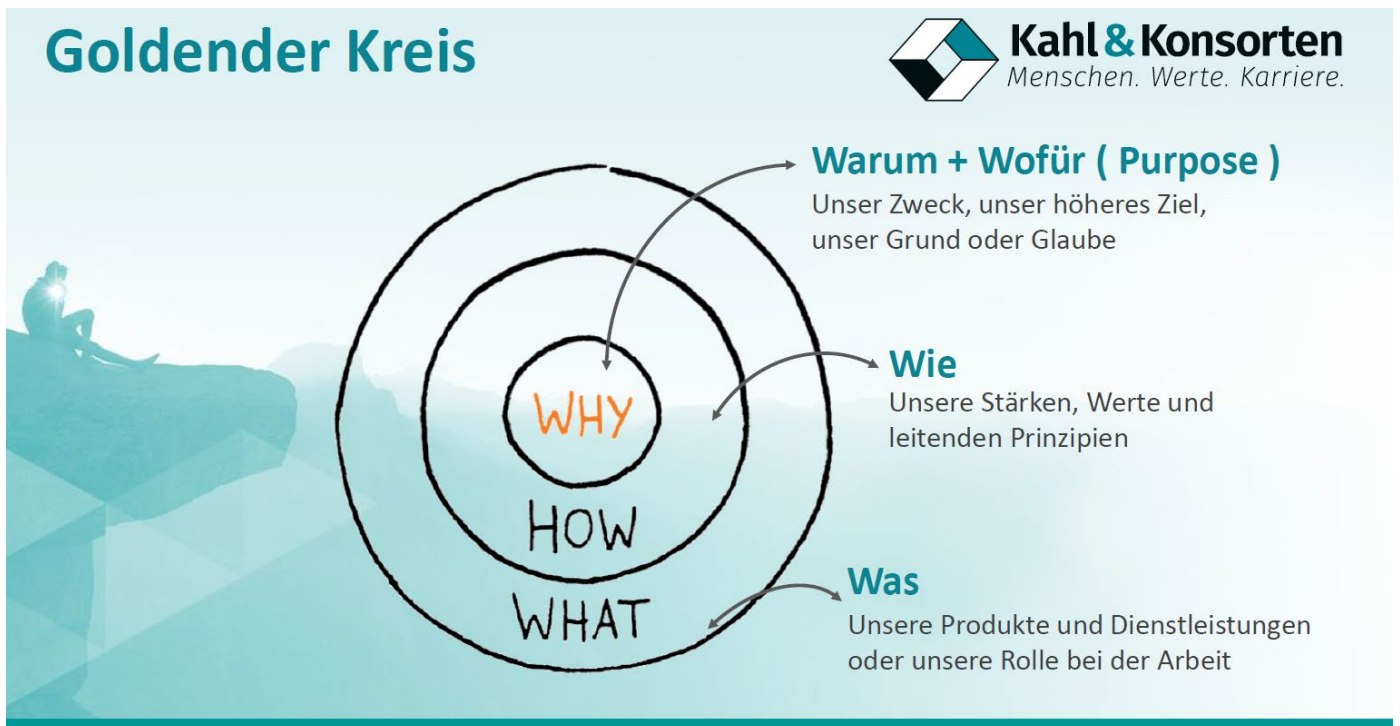 Goldender Kreis
Kahl & Konsorten
Menschen. Werte. Karriere.
Warum + Wofür ( Purpose )
Unser Zweck, unser höheres Ziel,
unser Grund oder Glaube
Wie
Unsere Stärken, Werte und
leitenden Prinzipien
WHY
HOW
WHAT
Was
Unsere Produkte und Dienstleistungen
oder unsere Rolle bei der Arbeit